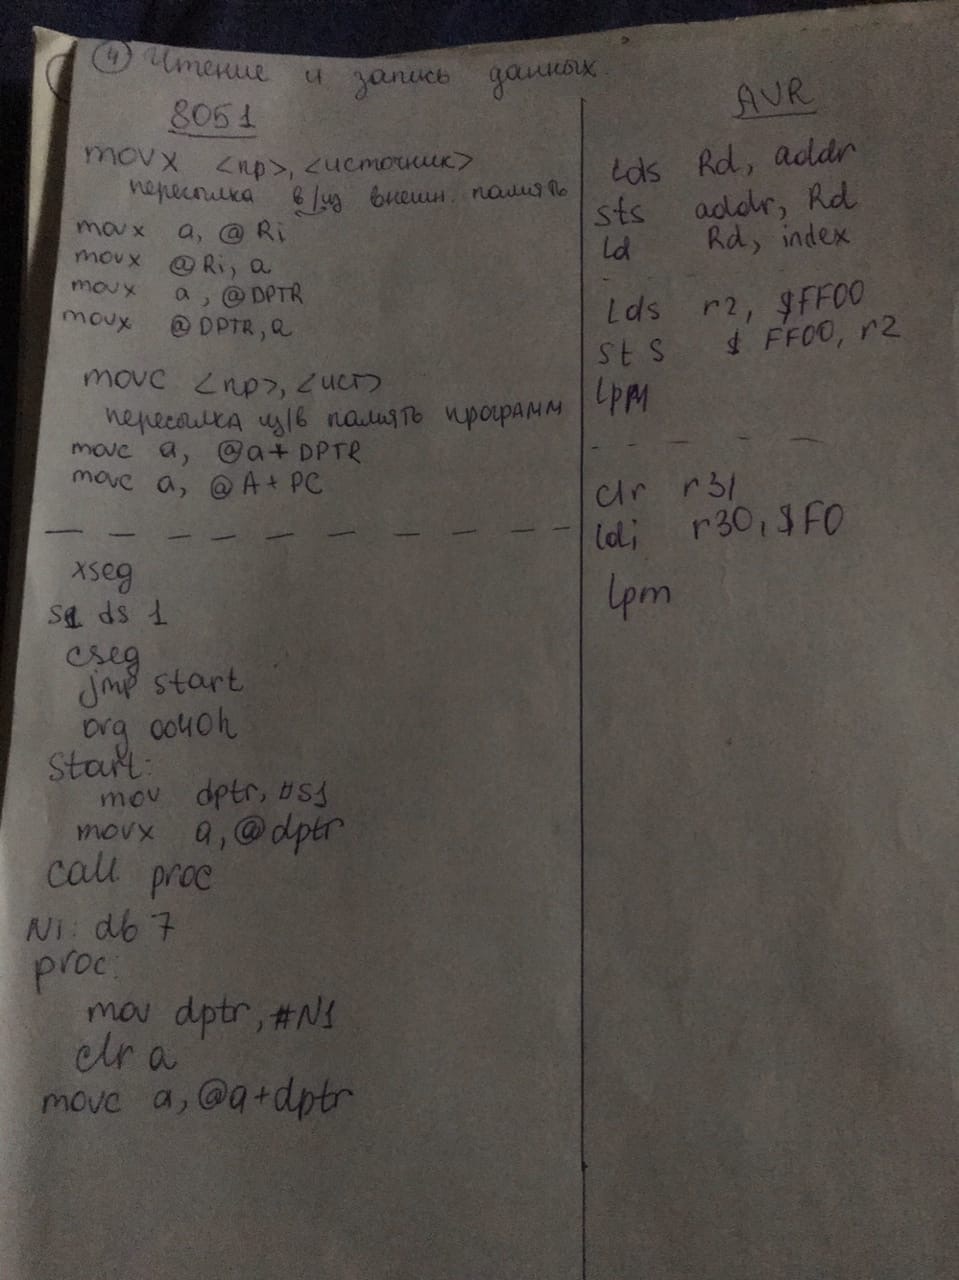 ④ Чтение и запись данных.
8051
movx <пр>, <источник>
пересылка в/из внешн. память
movx a, @Ri
movx @Ri, a
movx a, @DPTR
movx @DPTR, a
movc <пр>, <ист>
пересылка из/в память программ
movc a, @a+DPTR
movc a, @A+PC
xseg
S1 ds 1
cseg
jmp start
org 0040h
Start:
mov dptr, #S1
movx a, @dptr
call proc
N1: db 7
proc:
mov dptr, #N1
clr a
movc a, @a+dptr
AVR
lds Rd, addr
sts addr, Rd
ld Rd, index
Lds r2, $FF00
StS $FF00, r2
lpm
clr r31
ldi r30, $F0
lpm